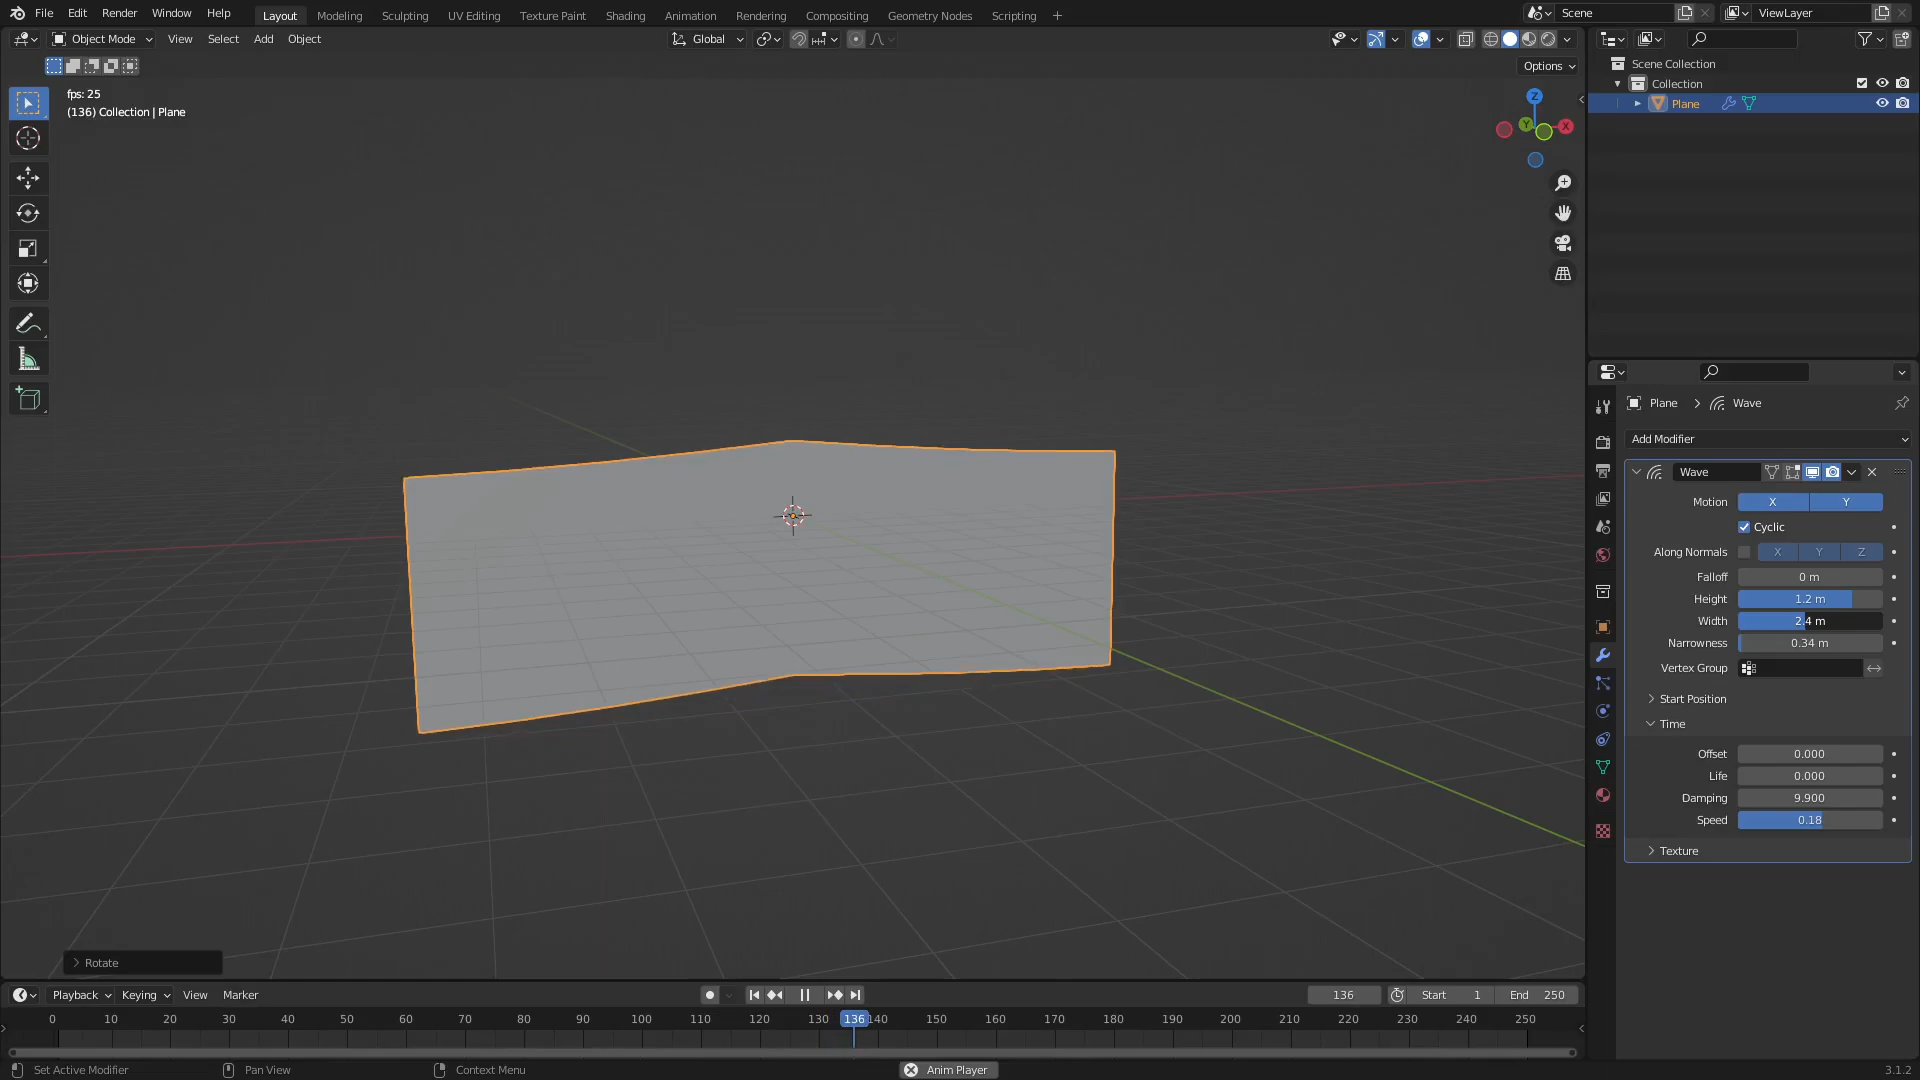 File Edit Render Window Help Layout Modeling Sculpting UV Editing Texture Paint Shading Animation Rendering Compositing Geometry Nodes Scripting + Scene ViewLayer
Object Mode View Select Add Object Global
Options
fps: 25
(136) Collection | Plane
Z
Y
X
Scene Collection
Collection
Plane
Plane > Wave
Add Modifier
Wave
Motion X Y
Cyclic
Along Normals X Y Z
Falloff 0 m
Height 1.2 m
Width 2.4 m
Narrowness 0.34 m
Vertex Group
Start Position
Time
Offset 0.000
Life 0.000
Damping 9.900
Speed 0.18
Texture
Rotate
Playback Keying View Marker 136 Start 1 End 250
0 10 20 30 40 50 60 70 80 90 100 110 120 130 136 140 150 160 170 180 190 200 210 220 230 240 250
Set Active Modifier Pan View Context Menu Anim Player 3.1.2